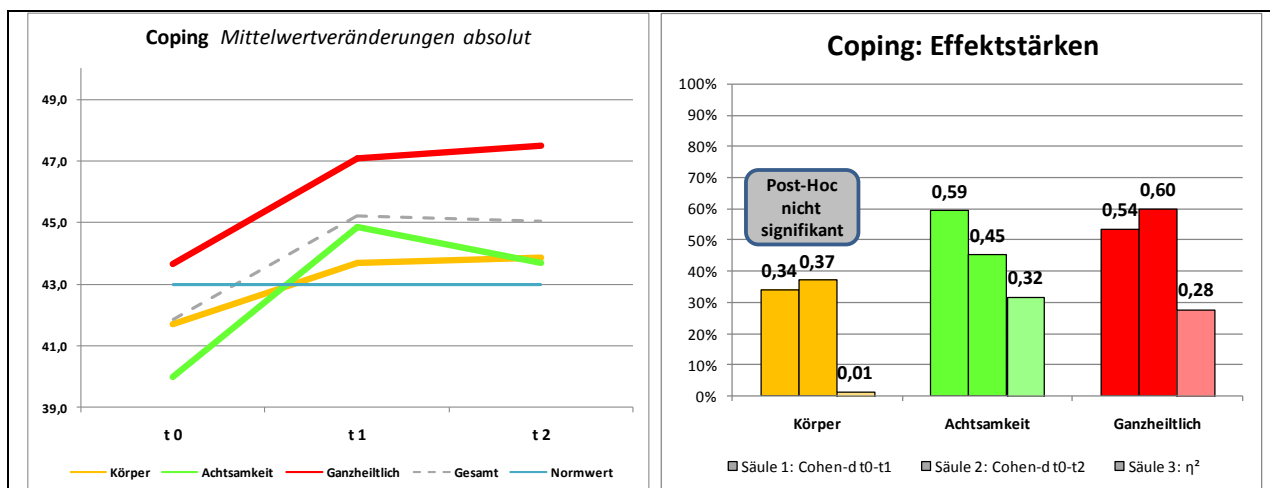 Coping Mittelwertveränderungen absolut
49,0
47,0
45,0
43,0
41,0
39,0
t 0 t 1 t 2
Körper Achtsamkeit Ganzheiltlich Gesamt Normwert
Coping: Effektstärken
100%
90%
80%
70%
60%
50%
40%
30%
20%
10%
0%
Post-Hoc
nicht
signifikant
0,34 0,37 0,01
0,59 0,45 0,32
0,54 0,60 0,28
Körper Achtsamkeit Ganzheiltlich
Säule 1: Cohen-d t0-t1 Säule 2: Cohen-d t0-t2 Säule 3: η²